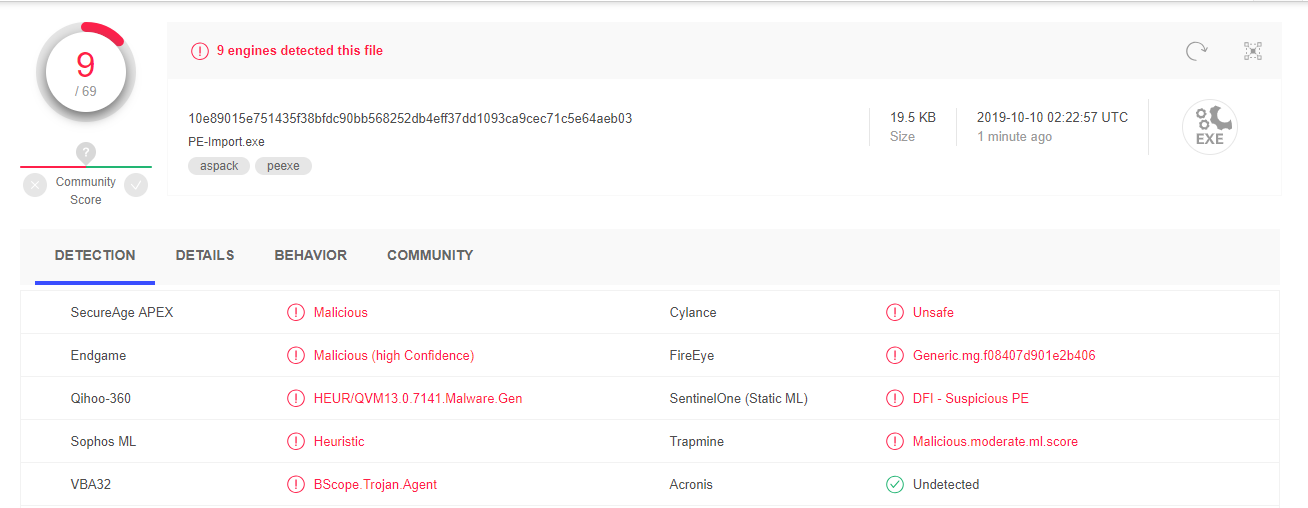 9
/ 69
?
Community
Score
9 engines detected this file
10e89015e751435f38bfdc90bb568252db4eff37dd1093ca9cec71c5e64aeb03
PE-Import.exe
aspack peexe
19.5 KB
Size
2019-10-10 02:22:57 UTC
1 minute ago
EXE
DETECTION DETAILS BEHAVIOR COMMUNITY
SecureAge APEX Malicious Cylance Unsafe
Endgame Malicious (high Confidence) FireEye Generic.mg.f08407d901e2b406
Qihoo-360 HEUR/QVM13.0.7141.Malware.Gen SentinelOne (Static ML) DFI - Suspicious PE
Sophos ML Heuristic Trapmine Malicious.moderate.ml.score
VBA32 BScope.Trojan.Agent Acronis Undetected